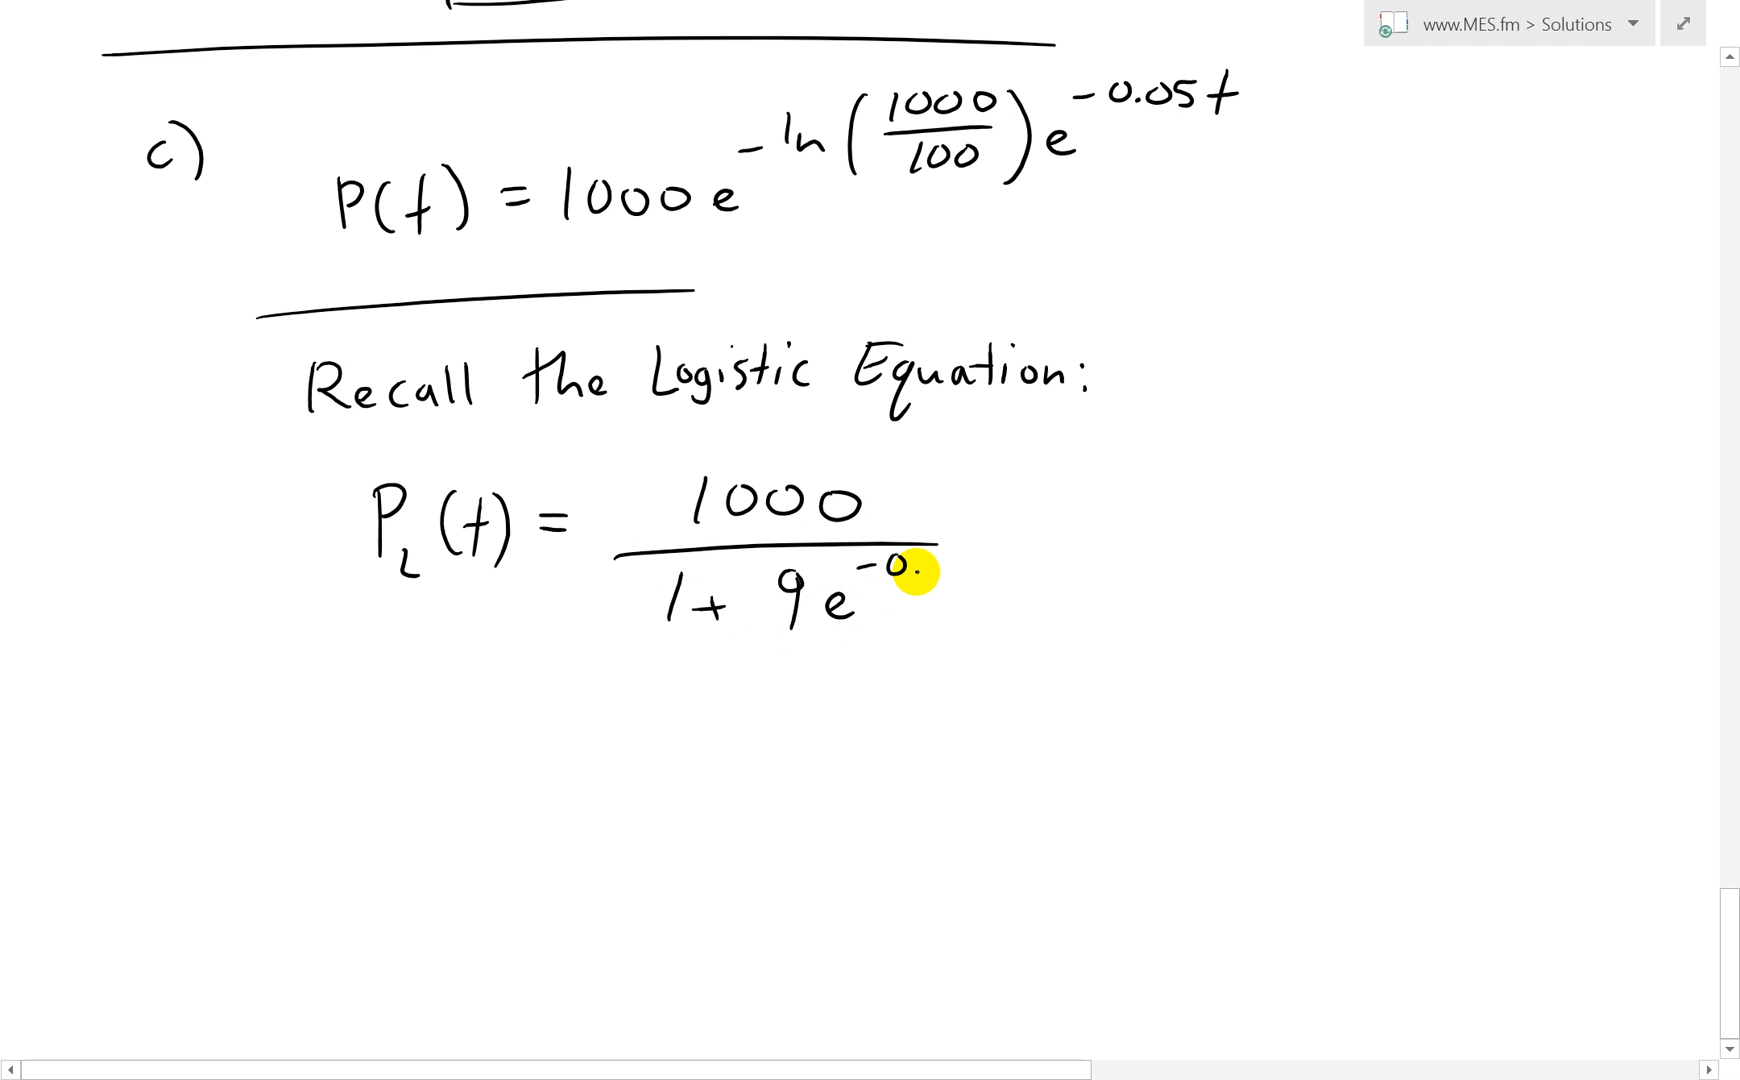 www.MES.fm > Solutions
c) P(t) = 1000 e^{-ln(1000/100) e^{-0.05t}}
Recall the Logistic Equation:
P_L(t) = 1000 / (1 + 9e^{-0.